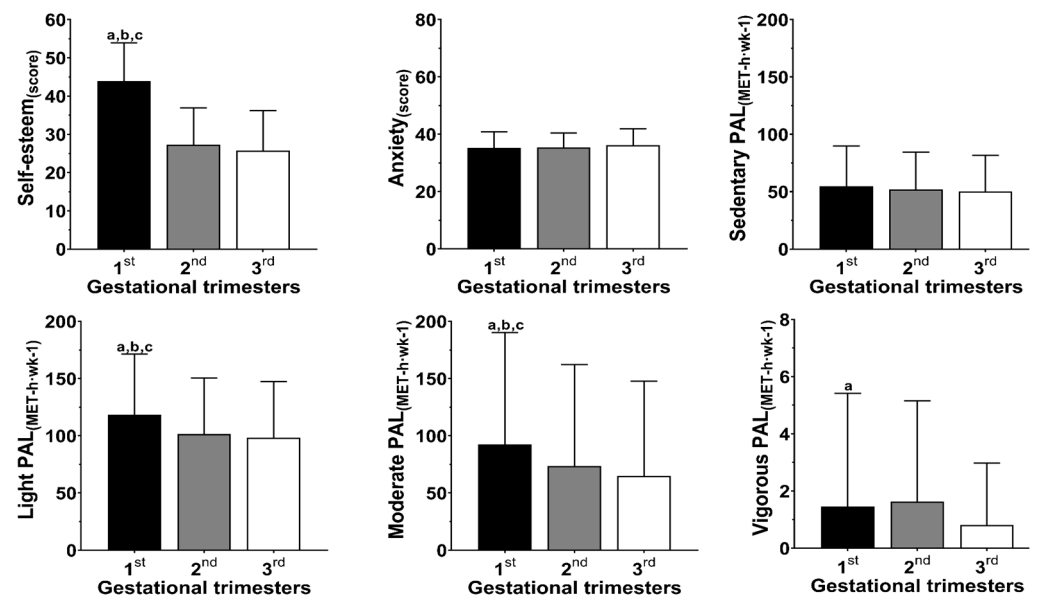 Self-esteem(score)
60
50
40
30
20
10
0
a,b,c
1st 2nd 3rd
Gestational trimesters
Anxiety(score)
80
60
40
20
0
1st 2nd 3rd
Gestational trimesters
Sedentary PAL(MET-h·wk-1)
200
150
100
50
0
1st 2nd 3rd
Gestational trimesters
Light PAL(MET-h·wk-1)
200
150
100
50
0
a,b,c
1st 2nd 3rd
Gestational trimesters
Moderate PAL(MET-h·wk-1)
200
150
100
50
0
a,b,c
1st 2nd 3rd
Gestational trimesters
Vigorous PAL(MET-h·wk-1)
8
6
4
2
0
a
1st 2nd 3rd
Gestational trimesters